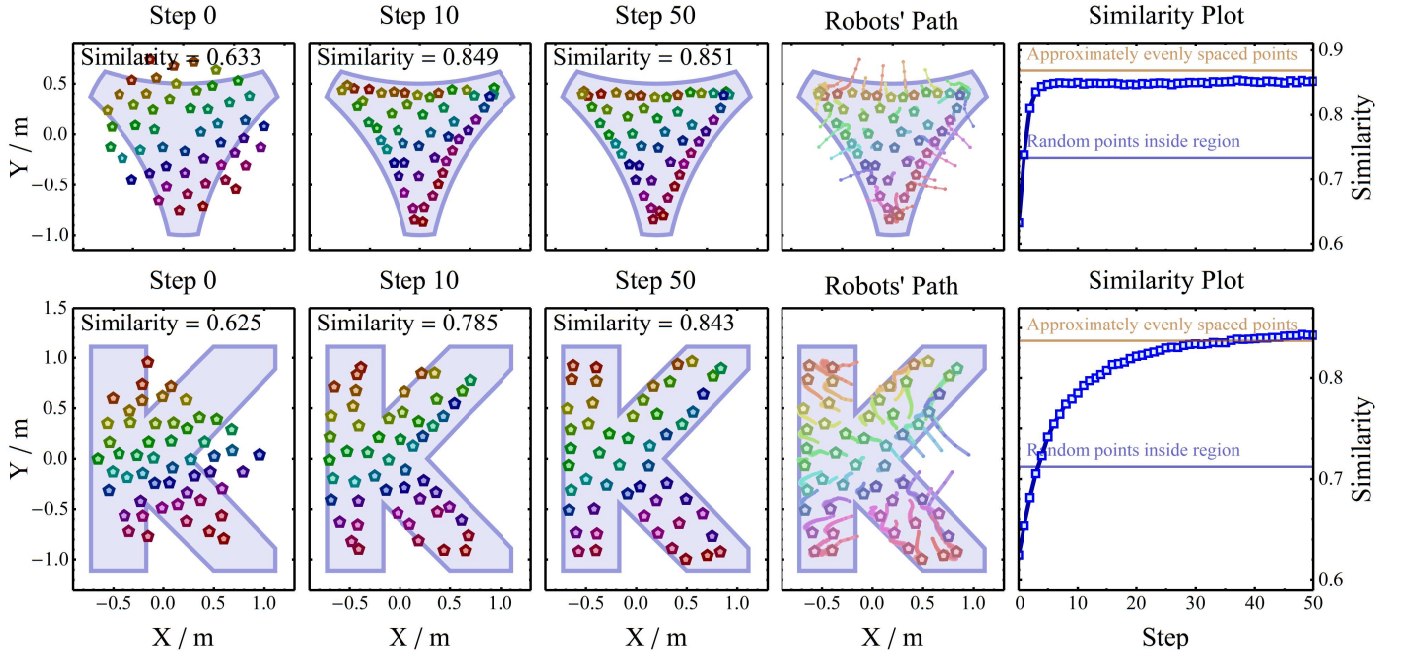 Step 0
Step 10
Step 50
Robots' Path
Similarity Plot
Similarity = 0.633
Similarity = 0.849
Similarity = 0.851
Approximately evenly spaced points
Random points inside region
Y / m
0.5
0.0
−0.5
−1.0
0.9
0.8
0.7
0.6
Similarity
Step 0
Step 10
Step 50
Robots' Path
Similarity Plot
Similarity = 0.625
Similarity = 0.785
Similarity = 0.843
Approximately evenly spaced points
Random points inside region
Y / m
1.5
1.0
0.5
0.0
−0.5
−1.0
0.8
0.7
0.6
Similarity
−0.5 0.0 0.5 1.0
−0.5 0.0 0.5 1.0
−0.5 0.0 0.5 1.0
−0.5 0.0 0.5 1.0
0 10 20 30 40 50
X / m
X / m
X / m
X / m
Step